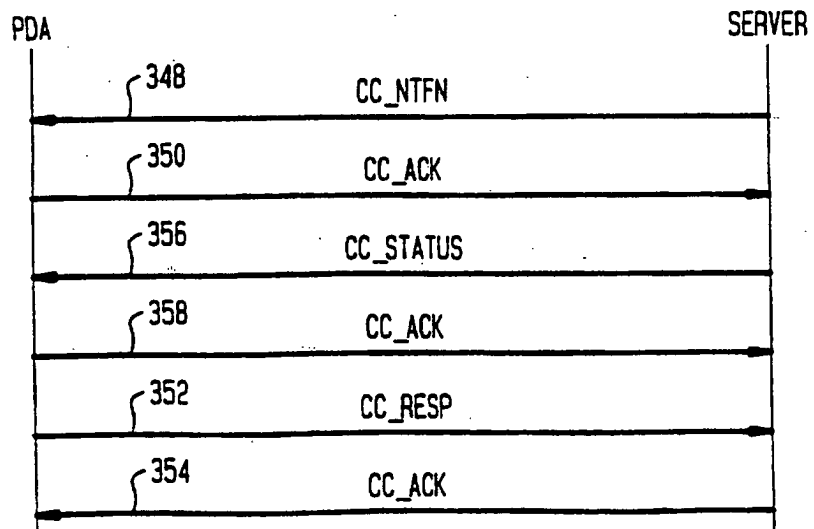 PDA
SERVER
348
CC_NTFN
350
CC_ACK
356
CC_STATUS
358
CC_ACK
352
CC_RESP
354
CC_ACK